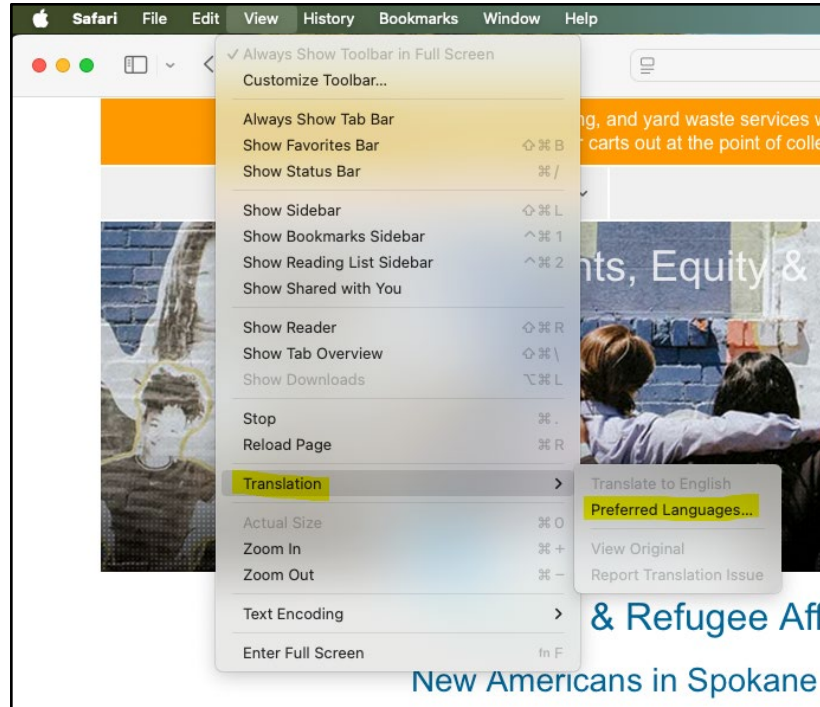 Safari File Edit View History Bookmarks Window Help
✓ Always Show Toolbar in Full Screen
Customize Toolbar...
Always Show Tab Bar
Show Favorites Bar ⇧⌘B
Show Status Bar ⌘/
Show Sidebar ⇧⌘L
Show Bookmarks Sidebar ^⌘1
Show Reading List Sidebar ^⌘2
Show Shared with You
Show Reader ⇧⌘R
Show Tab Overview ⇧⌘\
Show Downloads ⌥⌘L
Stop ⌘.
Reload Page ⌘R
Translation >
Actual Size ⌘0
Zoom In ⌘+
Zoom Out ⌘–
Text Encoding >
Enter Full Screen fn F
Translate to English
Preferred Languages...
View Original
Report Translation Issue
and yard waste services
carts out at the point of
Equity &
& Refugee
New Americans in Spokane